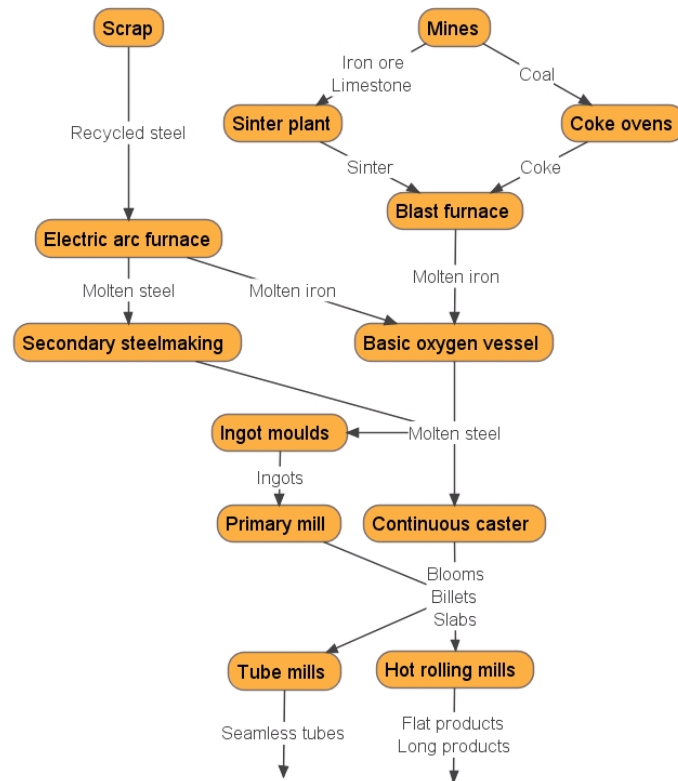 Scrap
Mines
Iron ore
Limestone
Coal
Sinter plant
Coke ovens
Recycled steel
Sinter
Coke
Blast furnace
Electric arc furnace
Molten steel
Molten iron
Molten iron
Secondary steelmaking
Basic oxygen vessel
Ingot moulds
Molten steel
Ingots
Primary mill
Continuous caster
Blooms
Billets
Slabs
Tube mills
Hot rolling mills
Seamless tubes
Flat products
Long products